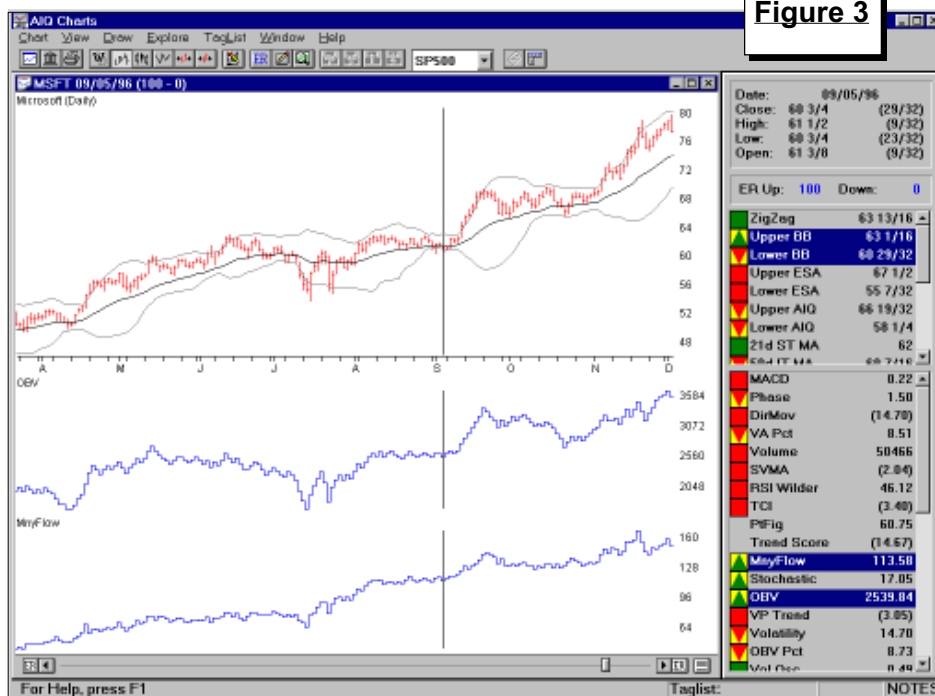 Figure 3
AIQ Charts
Chart View Draw Explore TagList Window Help
SP500
MSFT 09/05/96 (100 - 0)
Microsoft (Daily)
80
76
72
68
64
60
56
52
48
A M J J A S O N D
OBV
3584
3072
2560
2048
MnyFlow
160
128
96
64
Date: 09/05/96
Close: 60 3/4 (29/32)
High: 61 1/2 (9/32)
Low: 60 3/4 (23/32)
Open: 61 3/8 (9/32)
ER Up: 100 Down: 0
ZigZag 63 13/16
Upper BB 63 1/16
Lower BB 60 29/32
Upper ESA 67 1/2
Lower ESA 55 7/32
Upper AIQ 66 19/32
Lower AIQ 58 1/4
21d ST MA 62
MACD 0.22
Phase 1.50
DirMov (14.70)
VA Pct 8.51
Volume 50466
SVMA (2.04)
RSI Wilder 46.12
TCI (3.40)
PtFig 60.75
Trend Score (14.67)
MnyFlow 113.58
Stochastic 17.05
OBV 2539.84
VP Trend (3.05)
Volatility 14.70
OBV Pct 8.73
Vol Osc 0.49
For Help, press F1
Taglist:
NOTES